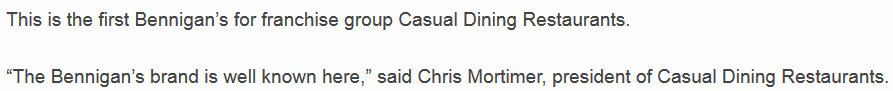 This is the first Bennigan’s for franchise group Casual Dining Restaurants.
“The Bennigan’s brand is well known here,” said Chris Mortimer, president of Casual Dining Restaurants.